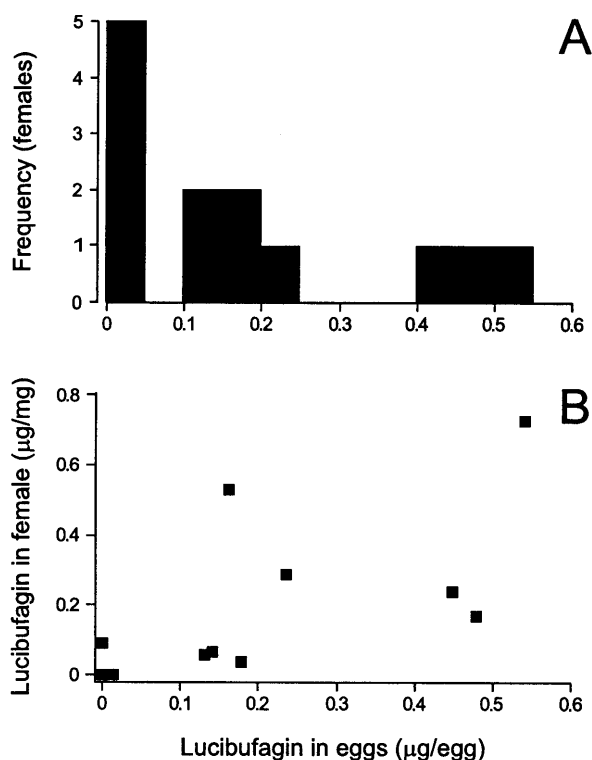 A
Frequency (females)
5
4
3
2
1
0
0 0.1 0.2 0.3 0.4 0.5 0.6
B
Lucibufagin in female (μg/mg)
0.8
0.6
0.4
0.2
0
0 0.1 0.2 0.3 0.4 0.5 0.6
Lucibufagin in eggs (μg/egg)